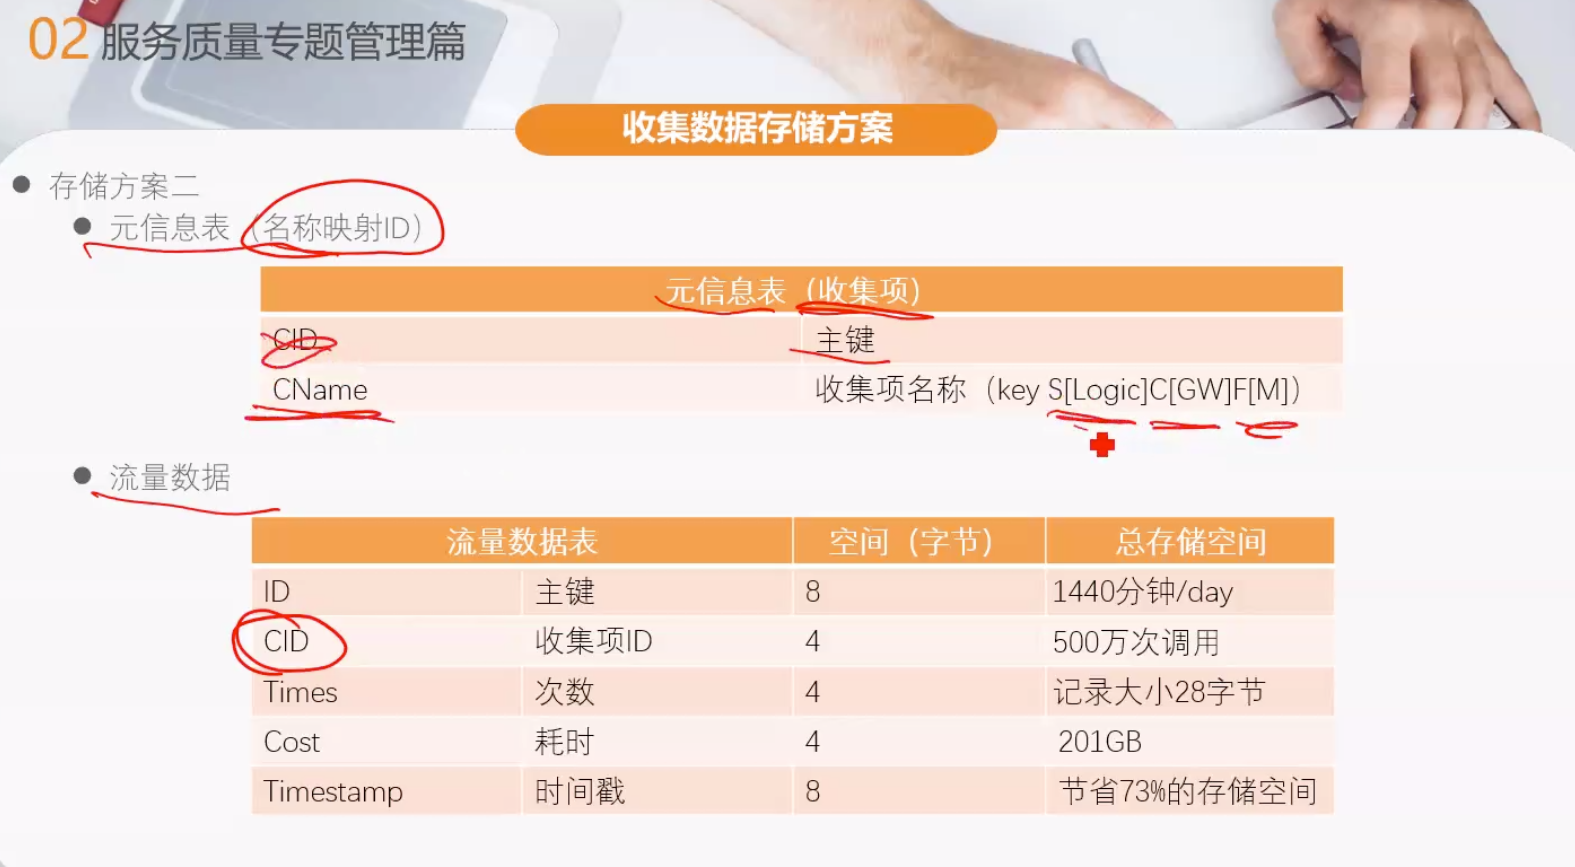 02 服务质量专题管理篇
收集数据存储方案
存储方案二
元信息表（名称映射ID）
元信息表（收集项）
CID 主键
CName 收集项名称（key S[Logic]C[GW]F[M]）
流量数据
流量数据表 空间（字节） 总存储空间
ID 主键 8 1440分钟/day
CID 收集项ID 4 500万次调用
Times 次数 4 记录大小28字节
Cost 耗时 4 201GB
Timestamp 时间戳 8 节省73%的存储空间